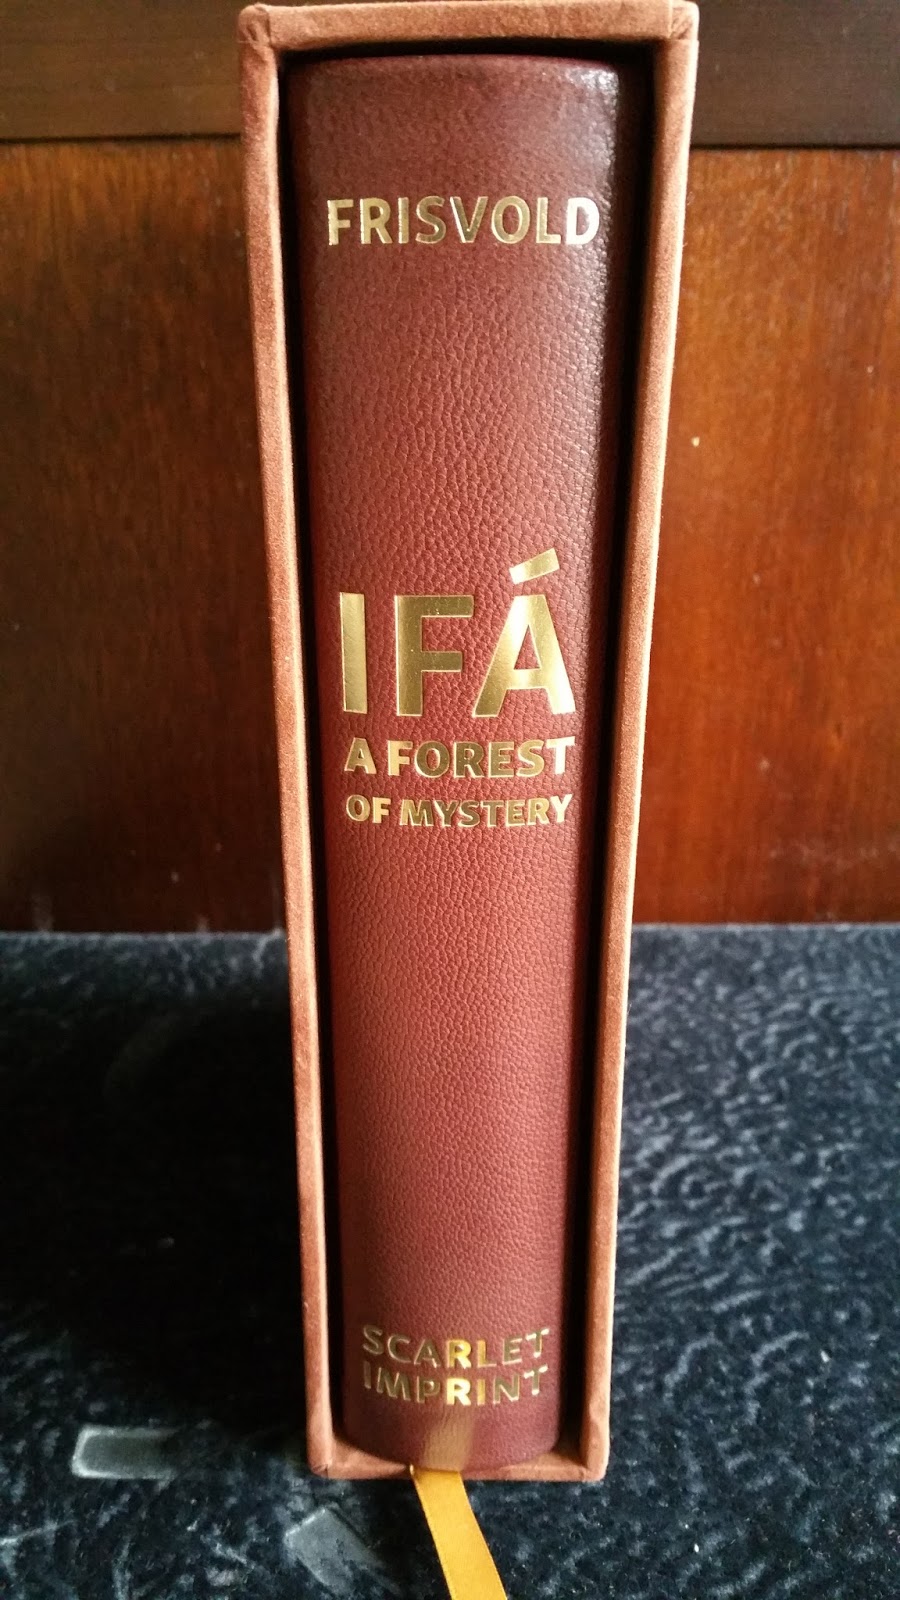 FRISVOLD
IFÁ
A FOREST
OF MYSTERY
SCARLET
IMPRINT